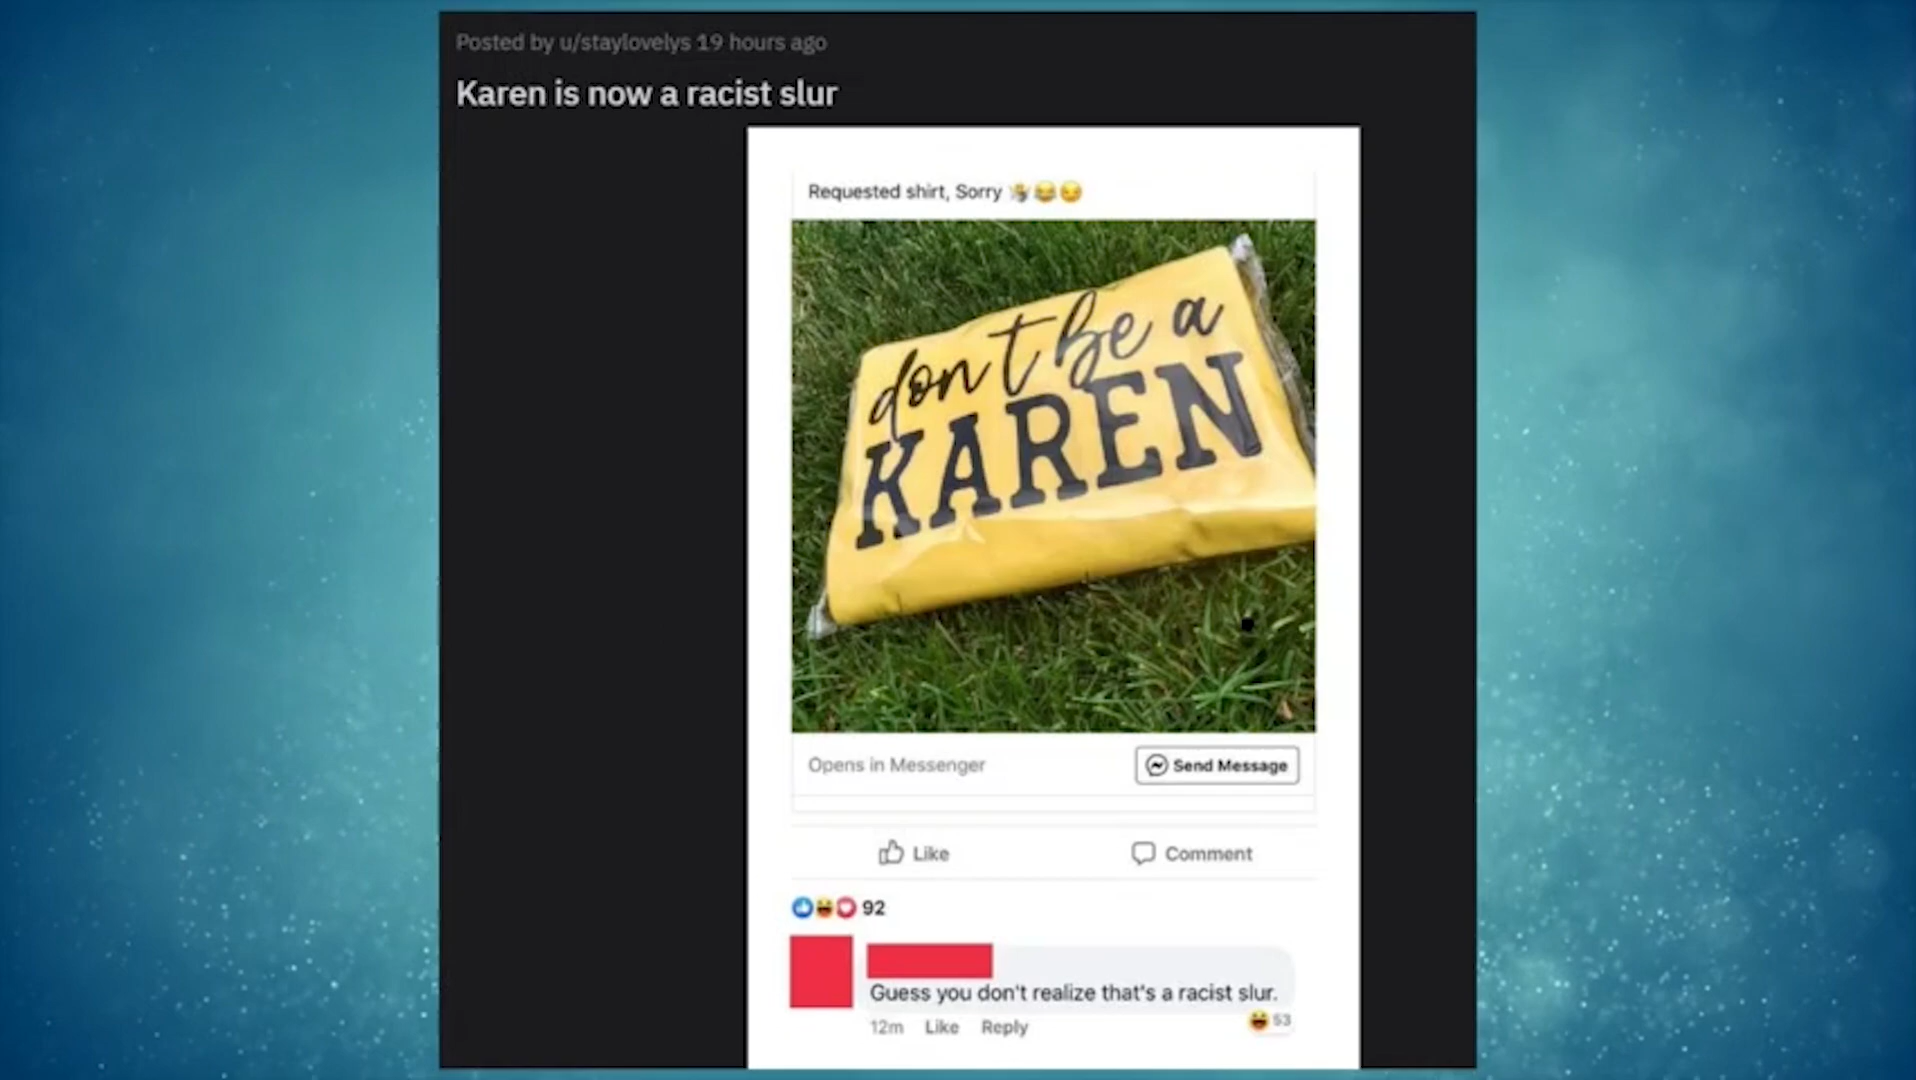 Posted by u/staylovelys 19 hours ago
Karen is now a racist slur
Requested shirt, Sorry 👋😂😏
don't be a
KAREN
Opens in Messenger
Send Message
Like
Comment
92
Guess you don't realize that's a racist slur.
53
12m Like Reply